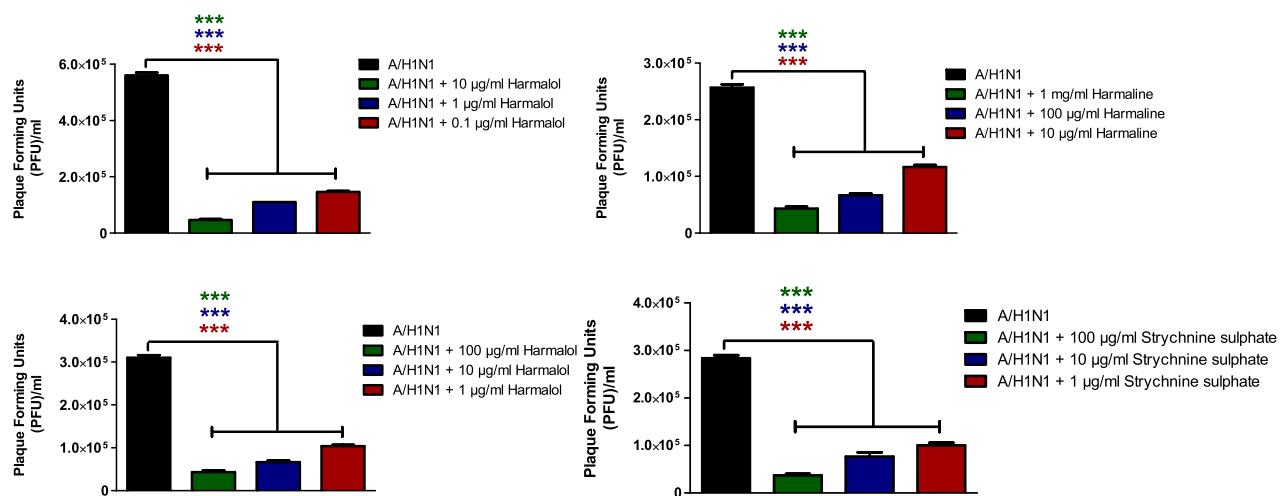 ***
***
***
6.0×10⁵
4.0×10⁵
2.0×10⁵
0
Plaque Forming Units
(PFU)/ml
A/H1N1
A/H1N1 + 10 µg/ml Harmalol
A/H1N1 + 1 µg/ml Harmalol
A/H1N1 + 0.1 µg/ml Harmalol
***
***
***
3.0×10⁵
2.0×10⁵
1.0×10⁵
0
Plaque Forming Units
(PFU)/ml
A/H1N1
A/H1N1 + 1 mg/ml Harmaline
A/H1N1 + 100 µg/ml Harmaline
A/H1N1 + 10 µg/ml Harmaline
***
***
***
4.0×10⁵
3.0×10⁵
2.0×10⁵
1.0×10⁵
0
Plaque Forming Units
(PFU)/ml
A/H1N1
A/H1N1 + 100 µg/ml Harmalol
A/H1N1 + 10 µg/ml Harmalol
A/H1N1 + 1 µg/ml Harmalol
***
***
***
4.0×10⁵
3.0×10⁵
2.0×10⁵
1.0×10⁵
0
Plaque Forming Units
(PFU)/ml
A/H1N1
A/H1N1 + 100 µg/ml Strychnine sulphate
A/H1N1 + 10 µg/ml Strychnine sulphate
A/H1N1 + 1 µg/ml Strychnine sulphate